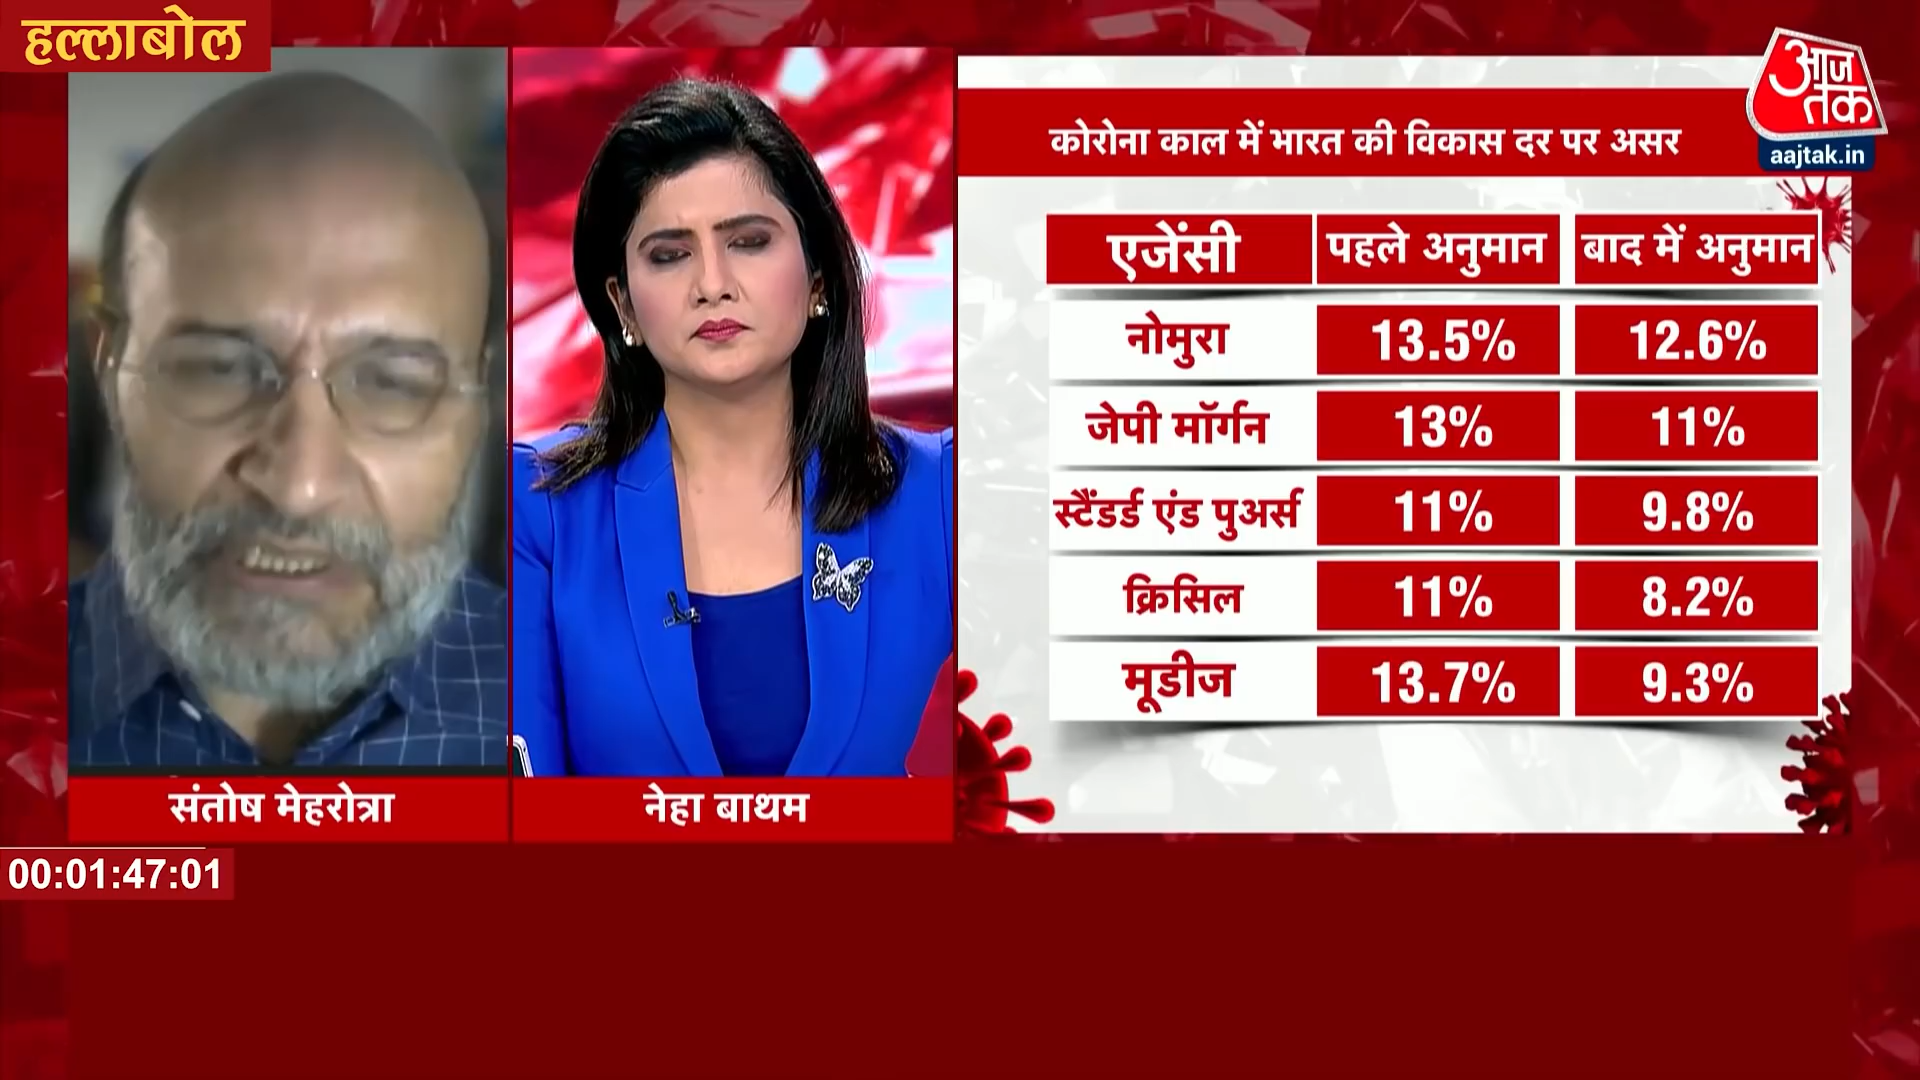 हल्लाबोल
आज
तक
aajtak.in
कोरोना काल में भारत की विकास दर पर असर
एजेंसी पहले अनुमान बाद में अनुमान
नोमुरा 13.5% 12.6%
जेपी मॉर्गन 13% 11%
स्टैंडर्ड एंड पुअर्स 11% 9.8%
क्रिसिल 11% 8.2%
मूडीज 13.7% 9.3%
संतोष मेहरोत्रा
नेहा बाथम
00:01:47:01